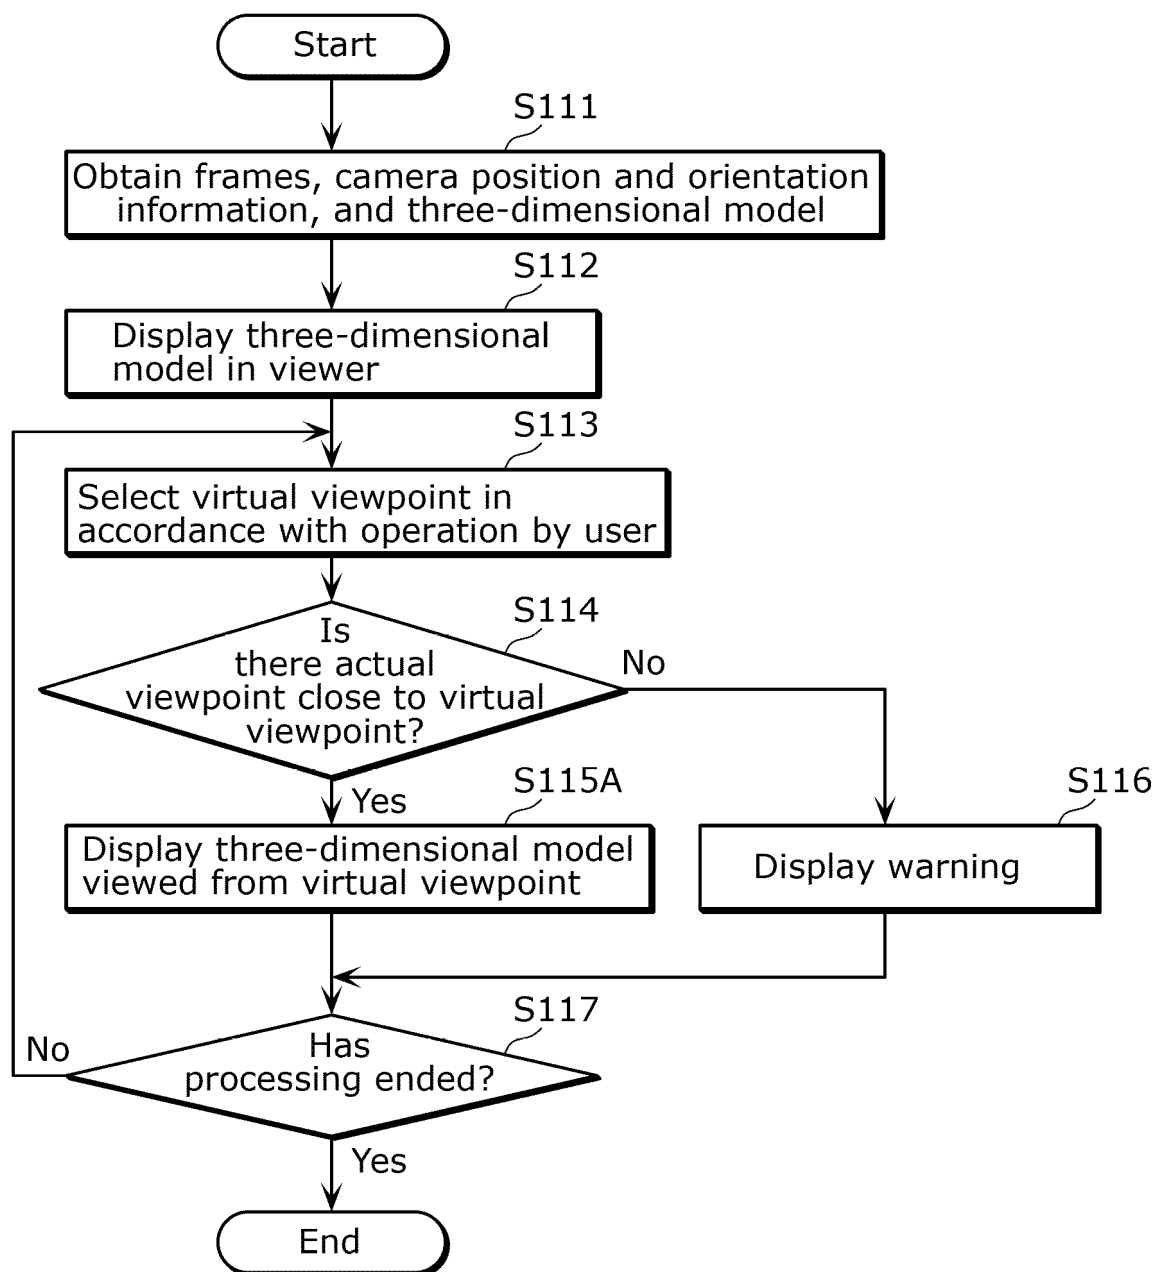 Start
S111
Obtain frames, camera position and orientation
information, and three-dimensional model
S112
Display three-dimensional
model in viewer
S113
Select virtual viewpoint in
accordance with operation by user
S114
Is
there actual
viewpoint close to virtual
viewpoint?
No
Yes
S115A
Display three-dimensional model
viewed from virtual viewpoint
S116
Display warning
S117
Has
processing ended?
No
Yes
End